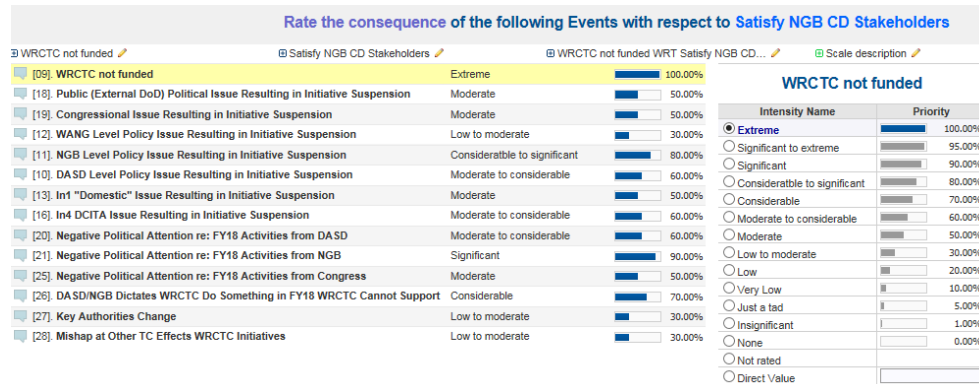 Rate the consequence of the following Events with respect to Satisfy NGB CD Stakeholders
WRCTC not funded
Satisfy NGB CD Stakeholders
WRCTC not funded WRT Satisfy NGB CD...
Scale description
[09]. WRCTC not funded Extreme 100.00%
[18]. Public (External DoD) Political Issue Resulting in Initiative Suspension Moderate 50.00%
[19]. Congressional Issue Resulting in Initiative Suspension Moderate 50.00%
[12]. WANG Level Policy Issue Resulting in Initiative Suspension Low to moderate 30.00%
[11]. NGB Level Policy Issue Resulting in Initiative Suspension Consideratble to significant 80.00%
[10]. DASD Level Policy Issue Resulting in Initiative Suspension Moderate to considerable 60.00%
[13]. In1 "Domestic" Issue Resulting in Initiative Suspension Moderate 50.00%
[16]. In4 DCITA Issue Resulting in Initiative Suspension Moderate to considerable 60.00%
[20]. Negative Political Attention re: FY18 Activities from DASD Moderate to considerable 60.00%
[21]. Negative Political Attention re: FY18 Activities from NGB Significant 90.00%
[25]. Negative Political Attention re: FY18 Activities from Congress Moderate 50.00%
[26]. DASD/NGB Dictates WRCTC Do Something in FY18 WRCTC Cannot Support Considerable 70.00%
[27]. Key Authorities Change Low to moderate 30.00%
[28]. Mishap at Other TC Effects WRCTC Initiatives Low to moderate 30.00%
WRCTC not funded
Intensity Name Priority
Extreme 100.00%
Significant to extreme 95.00%
Significant 90.00%
Consideratble to significant 80.00%
Considerable 70.00%
Moderate to considerable 60.00%
Moderate 50.00%
Low to moderate 30.00%
Low 20.00%
Very Low 10.00%
Just a tad 5.00%
Insignificant 1.00%
None 0.00%
Not rated
Direct Value